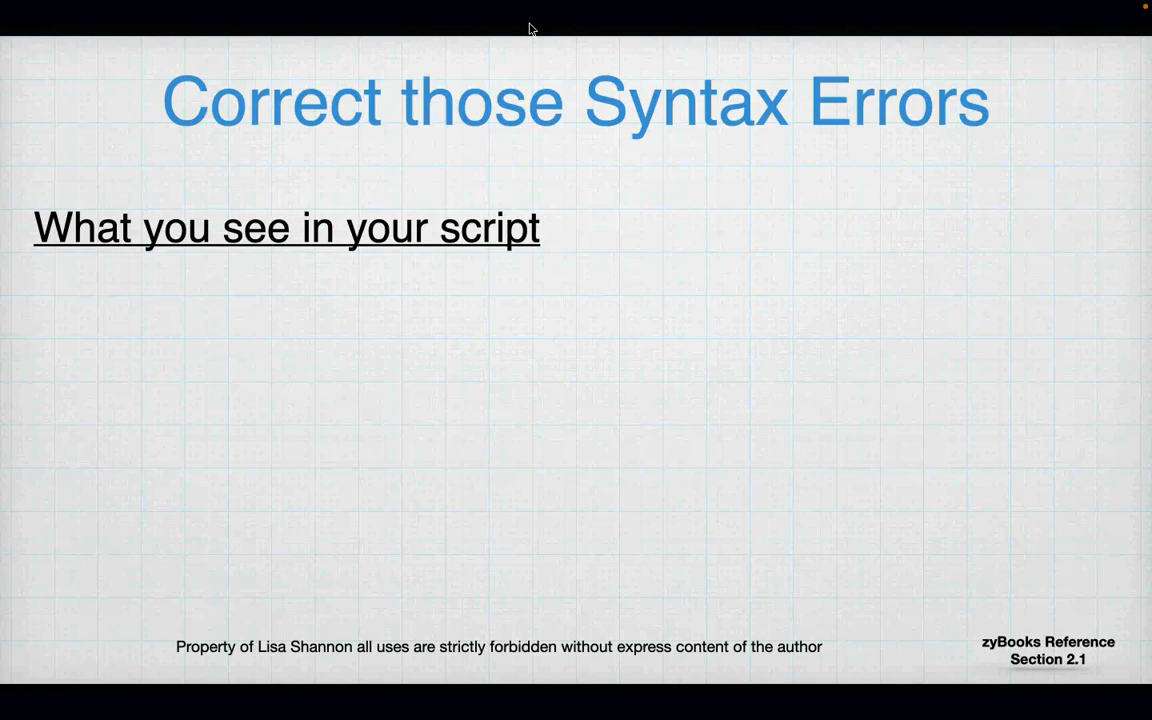 Correct those Syntax Errors
What you see in your script
Property of Lisa Shannon all uses are strictly forbidden without express content of the author
zyBooks Reference
Section 2.1